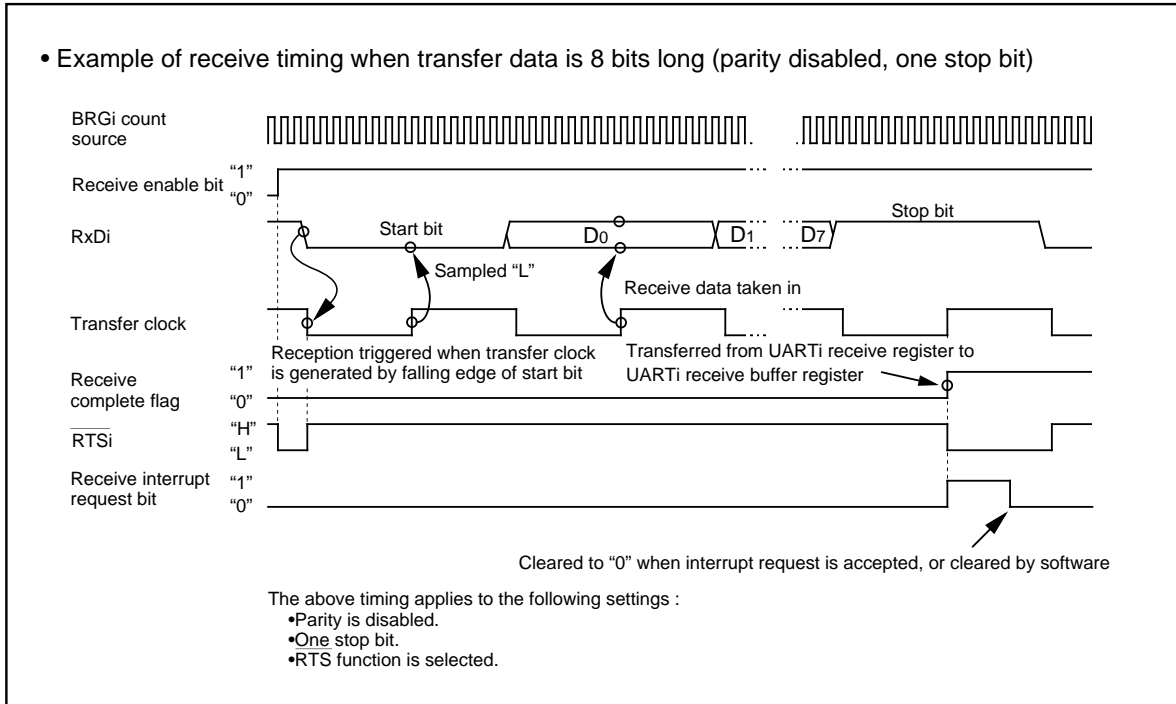 • Example of receive timing when transfer data is 8 bits long (parity disabled, one stop bit)
BRGi count
source
Receive enable bit
“1”
“0”
RxDi
Start bit
D0
D1
D7
Stop bit
Sampled “L”
Receive data taken in
Transfer clock
Reception triggered when transfer clock
is generated by falling edge of start bit
Transferred from UARTi receive register to
UARTi receive buffer register
Receive
complete flag
“1”
“0”
RTSi
“H”
“L”
Receive interrupt
request bit
“1”
“0”
Cleared to “0” when interrupt request is accepted, or cleared by software
The above timing applies to the following settings :
•Parity is disabled.
•One stop bit.
•RTS function is selected.